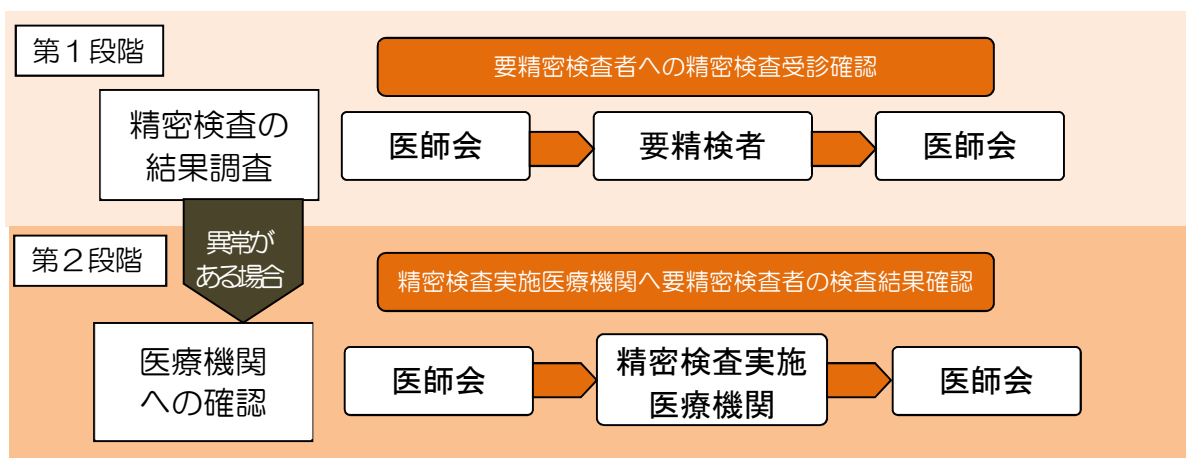 第１段階
要精密検査者への精密検査受診確認
精密検査の
結果調査
医師会
要精検者
医師会
異常が
ある場合
第２段階
精密検査実施医療機関へ要精密検査者の検査結果確認
医療機関
への確認
医師会
精密検査実施
医療機関
医師会